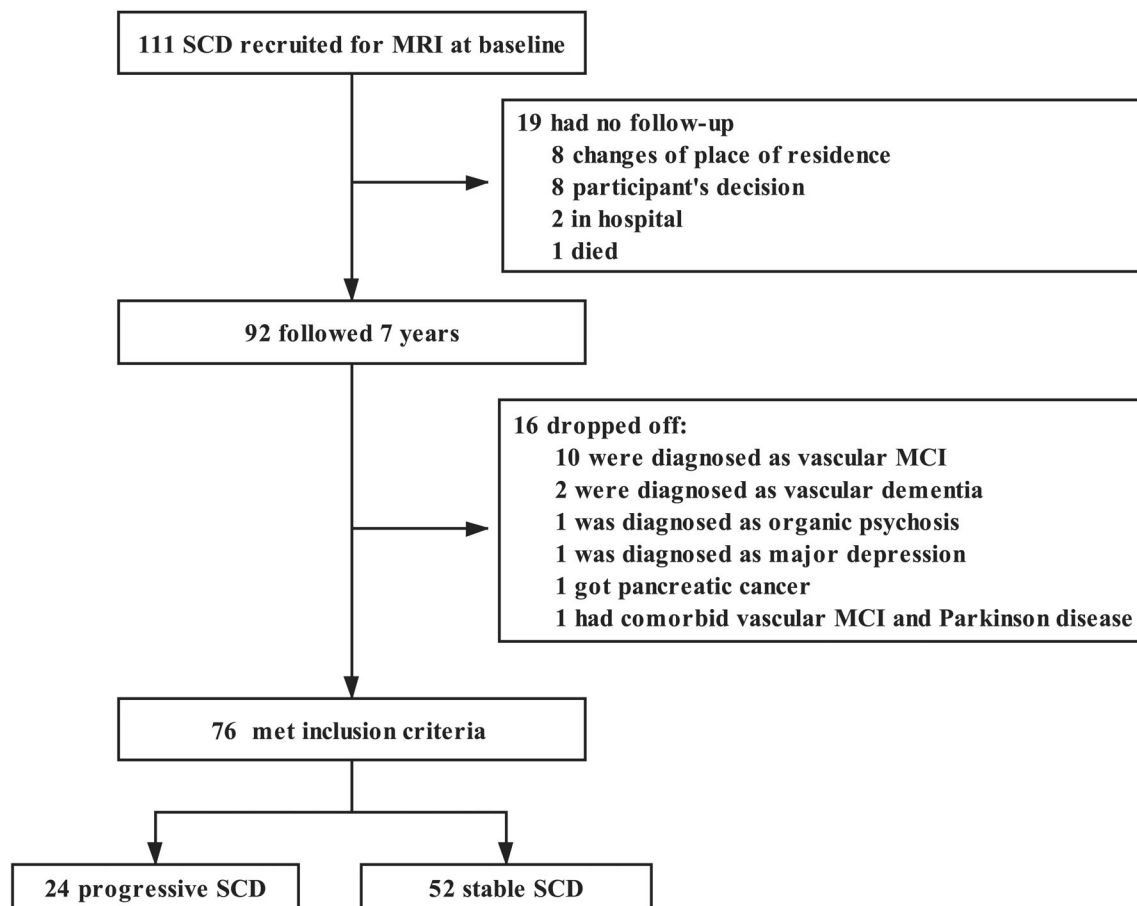 111 SCD recruited for MRI at baseline
19 had no follow-up
8 changes of place of residence
8 participant's decision
2 in hospital
1 died
92 followed 7 years
16 dropped off:
10 were diagnosed as vascular MCI
2 were diagnosed as vascular dementia
1 was diagnosed as organic psychosis
1 was diagnosed as major depression
1 got pancreatic cancer
1 had comorbid vascular MCI and Parkinson disease
76 met inclusion criteria
24 progressive SCD
52 stable SCD